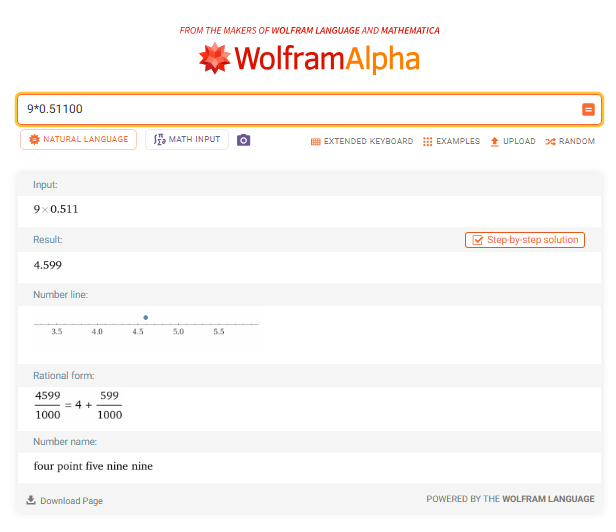 FROM THE MAKERS OF WOLFRAM LANGUAGE AND MATHEMATICA
WolframAlpha
9*0.51100
=
NATURAL LANGUAGE MATH INPUT EXTENDED KEYBOARD EXAMPLES UPLOAD RANDOM
Input:
9×0.511
Result: Step-by-step solution
4.599
Number line:
3.5 4.0 4.5 5.0 5.5
Rational form:
4599/1000 = 4 + 599/1000
Number name:
four point five nine nine
Download Page POWERED BY THE WOLFRAM LANGUAGE